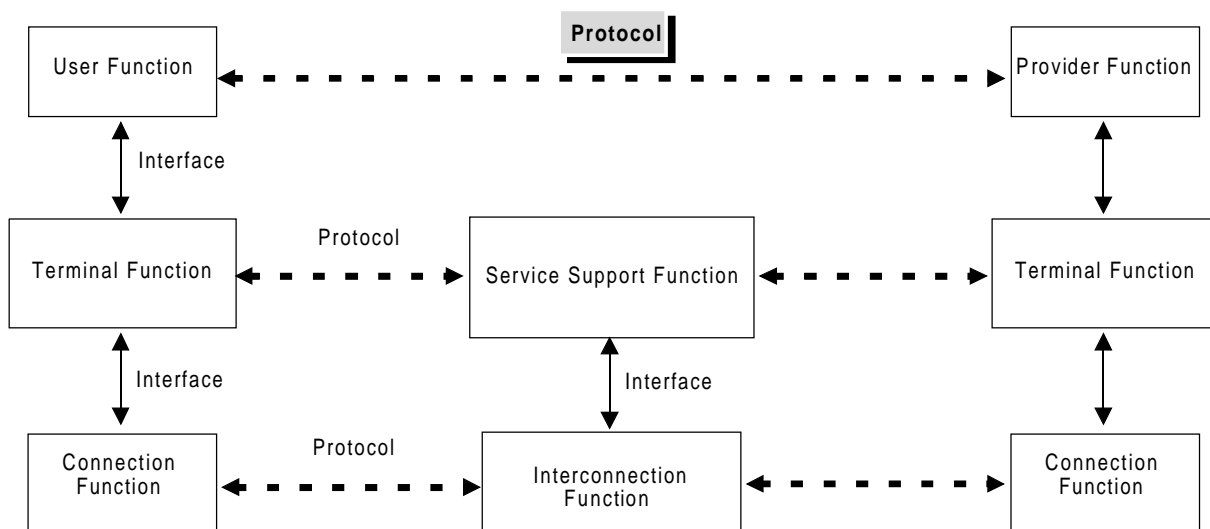 Protocol
User Function
Provider Function
Interface
Protocol
Terminal Function
Service Support Function
Terminal Function
Interface
Interface
Protocol
Connection
Function
Interconnection
Function
Connection
Function